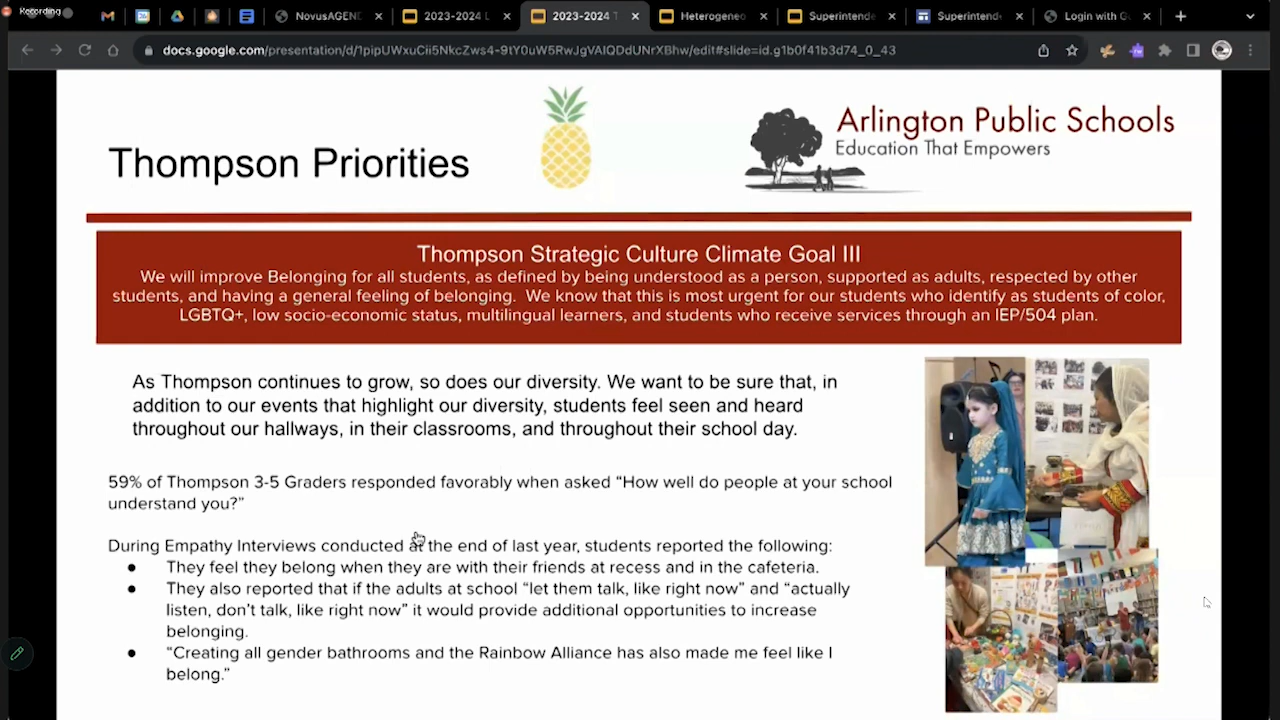 Recording
NovusAGEND
2023-2024 L
2023-2024 T
Heterogeneo
Superintende
Superintende
Login with G
docs.google.com/presentation/d/1pipUWxuCii5NkcZws4-9tY0uW5RwJgVAIQDdUNrXBhw/edit#slide=id.g1b0f41b3d74_0_43
Arlington Public Schools
Education That Empowers
Thompson Priorities
Thompson Strategic Culture Climate Goal III
We will improve Belonging for all students, as defined by being understood as a person, supported as adults, respected by other
students, and having a general feeling of belonging. We know that this is most urgent for our students who identify as students of color,
LGBTQ+, low socio-economic status, multilingual learners, and students who receive services through an IEP/504 plan.
As Thompson continues to grow, so does our diversity. We want to be sure that, in
addition to our events that highlight our diversity, students feel seen and heard
throughout our hallways, in their classrooms, and throughout their school day.
59% of Thompson 3-5 Graders responded favorably when asked “How well do people at your school
understand you?”
During Empathy Interviews conducted at the end of last year, students reported the following:
● They feel they belong when they are with their friends at recess and in the cafeteria.
● They also reported that if the adults at school “let them talk, like right now” and “actually
listen, don’t talk, like right now” it would provide additional opportunities to increase
belonging.
● “Creating all gender bathrooms and the Rainbow Alliance has also made me feel like I
belong.”